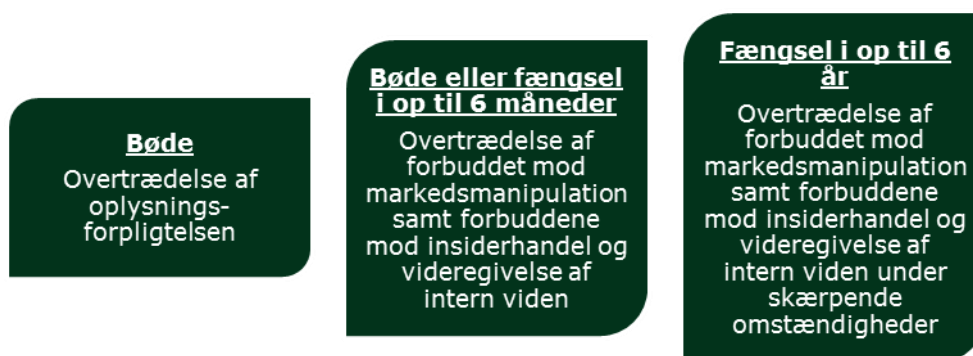 Bøde
Overtrædelse af
oplysnings-
forpligtelsen
Bøde eller fængsel
i op til 6 måneder
Overtrædelse af
forbuddet mod
markedsmanipulation
samt forbuddene
mod insiderhandel og
videregivelse af
intern viden
Fængsel i op til 6
år
Overtrædelse af
forbuddet mod
markedsmanipulation
samt forbuddene
mod insiderhandel og
videregivelse af
intern viden under
skærpende
omstændigheder